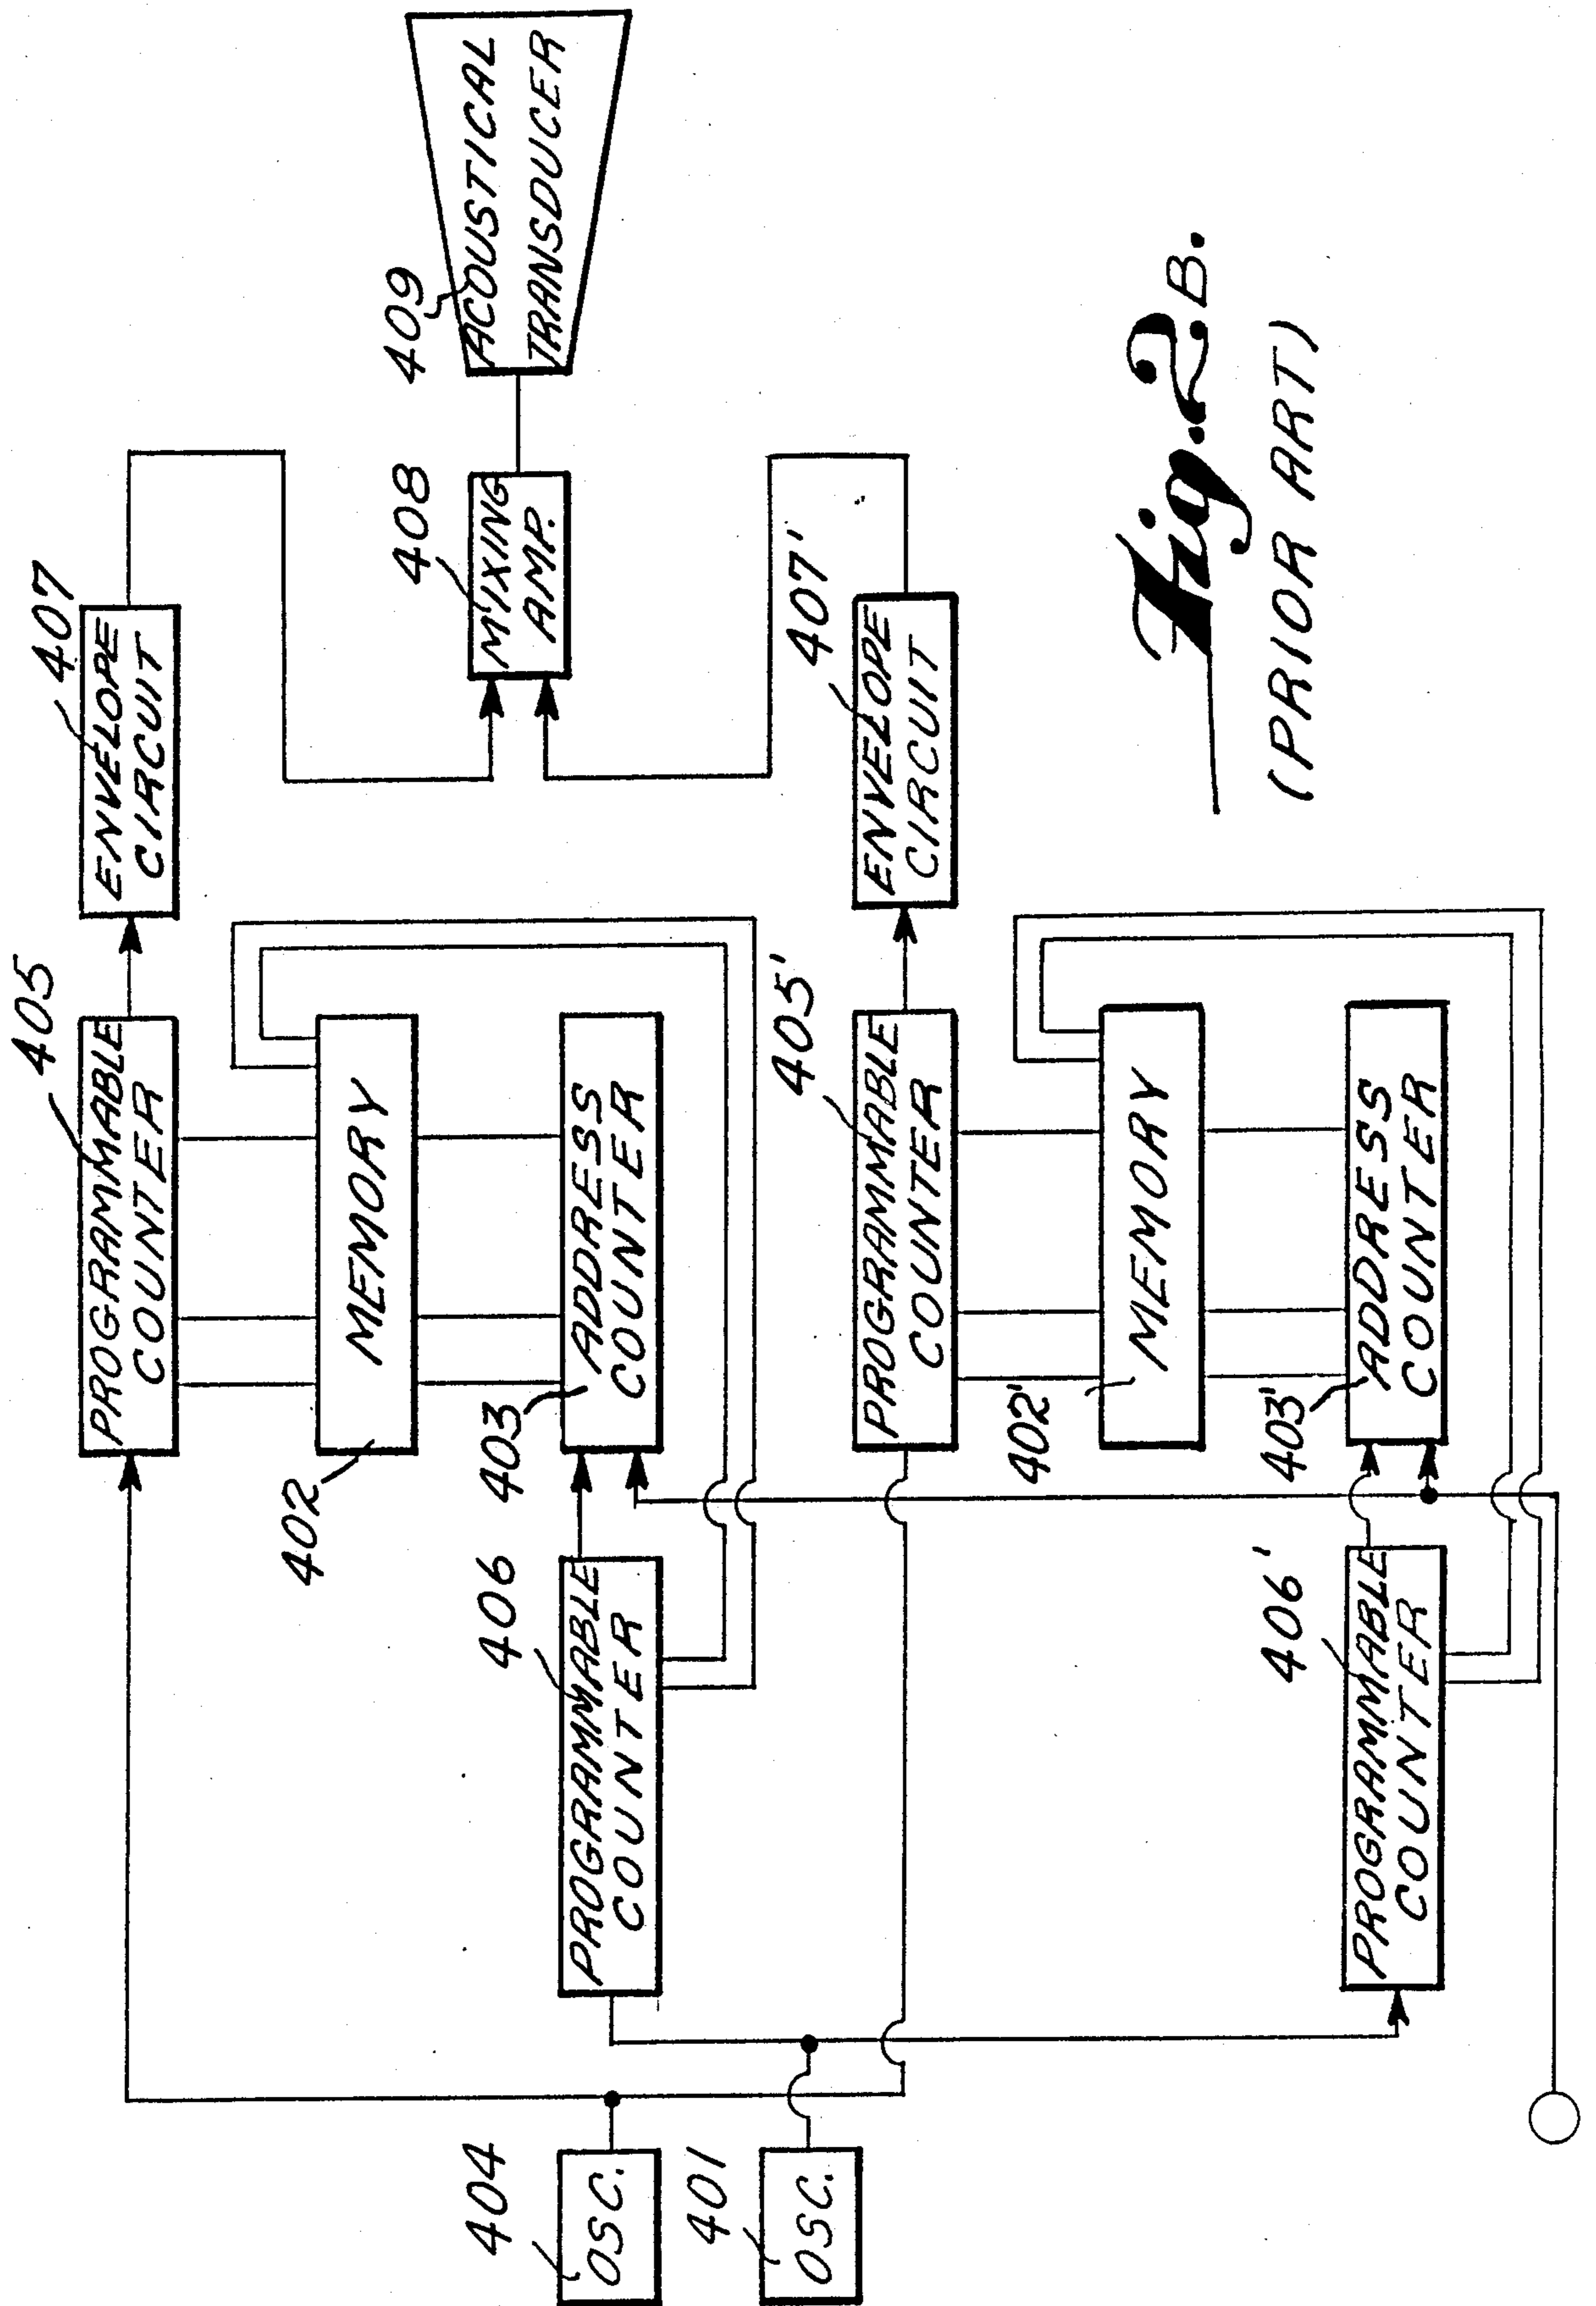 405
PROGRAMMABLE
COUNTER
407
ENVELOPE
CIRCUIT
402
MEMORY
404
OSC.
406
PROGRAMMABLE
COUNTER
403
ADDRESS
COUNTER
408
MIXING
AMP.
409
ACOUSTICAL
TRANSDUCER
401
OSC.
405'
PROGRAMMABLE
COUNTER
407'
ENVELOPE
CIRCUIT
402'
MEMORY
406'
PROGRAMMABLE
COUNTER
403'
ADDRESS
COUNTER
Fig. 2.B.
(PRIOR ART)